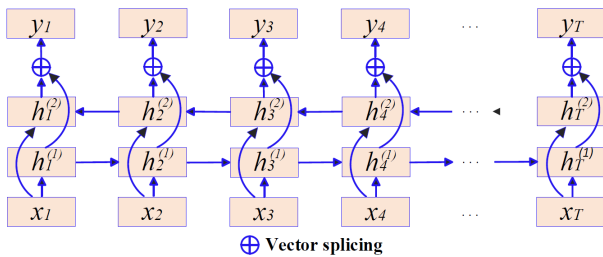 y1 y2 y3 y4 ... yT
h1(2) h2(2) h3(2) h4(2) ... hT(2)
h1(1) h2(1) h3(1) h4(1) ... hT(1)
x1 x2 x3 x4 ... xT
⊕ Vector splicing